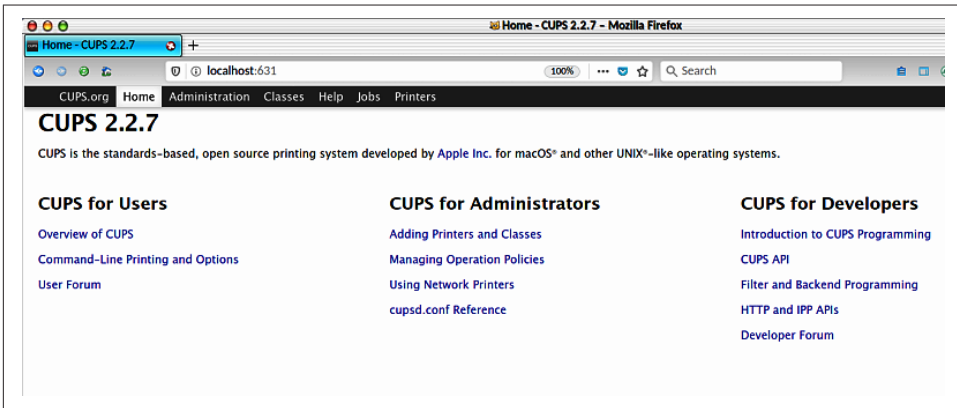 Home - CUPS 2.2.7 - Mozilla Firefox
Home - CUPS 2.2.7
localhost:631
100%
Search
CUPS.org Home Administration Classes Help Jobs Printers
CUPS 2.2.7
CUPS is the standards-based, open source printing system developed by Apple Inc. for macOS® and other UNIX®-like operating systems.
CUPS for Users
Overview of CUPS
Command-Line Printing and Options
User Forum
CUPS for Administrators
Adding Printers and Classes
Managing Operation Policies
Using Network Printers
cupsd.conf Reference
CUPS for Developers
Introduction to CUPS Programming
CUPS API
Filter and Backend Programming
HTTP and IPP APIs
Developer Forum